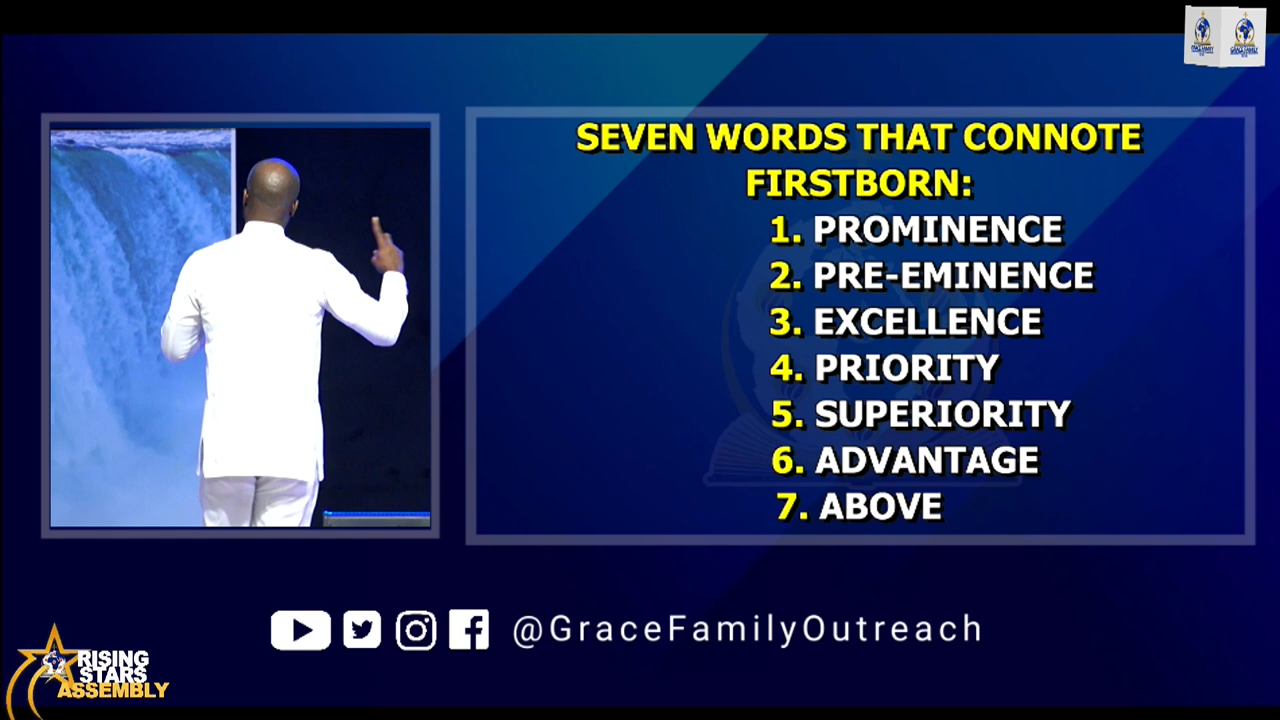 SEVEN WORDS THAT CONNOTE
FIRSTBORN:
1. PROMINENCE
2. PRE-EMINENCE
3. EXCELLENCE
4. PRIORITY
5. SUPERIORITY
6. ADVANTAGE
7. ABOVE
@GraceFamilyOutreach
RISING
STARS
ASSEMBLY